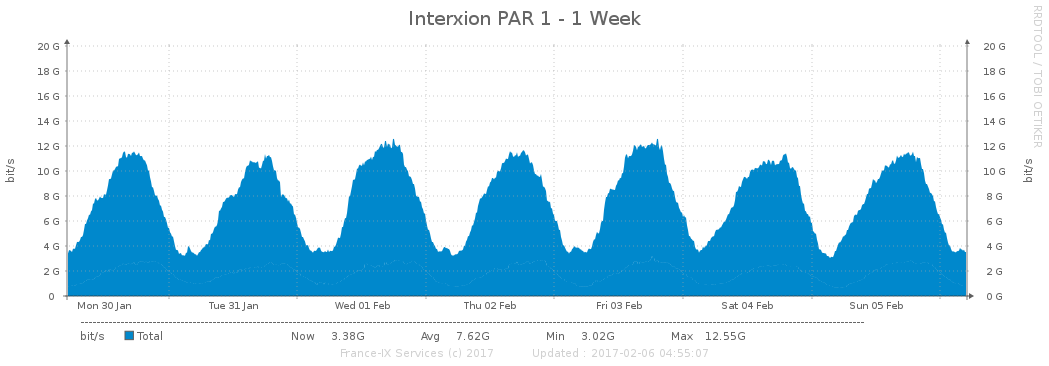 Interxion PAR 1 - 1 Week
RRDTOOL / TOBI OETIKER
bit/s
20 G 20 G
18 G 18 G
16 G 16 G
14 G 14 G
12 G 12 G
10 G 10 G
8 G 8 G
6 G 6 G
4 G 4 G
2 G 2 G
0 0 G
bit/s
Mon 30 Jan Tue 31 Jan Wed 01 Feb Thu 02 Feb Fri 03 Feb Sat 04 Feb Sun 05 Feb
bit/s Total Now 3.38G Avg 7.62G Min 3.02G Max 12.55G
France-IX Services (c) 2017 Updated : 2017-02-06 04:55:07